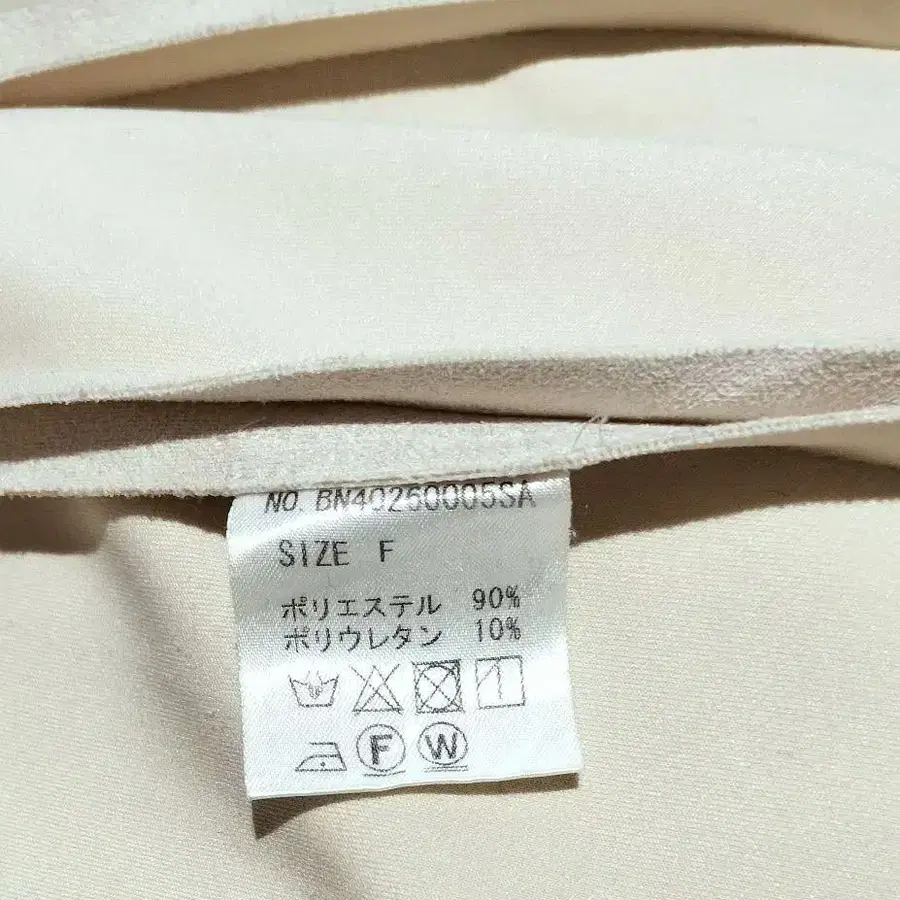 NO. BN40260005SA
SIZE F
ポリエステル 90%
ポリウレタン 10%
F W